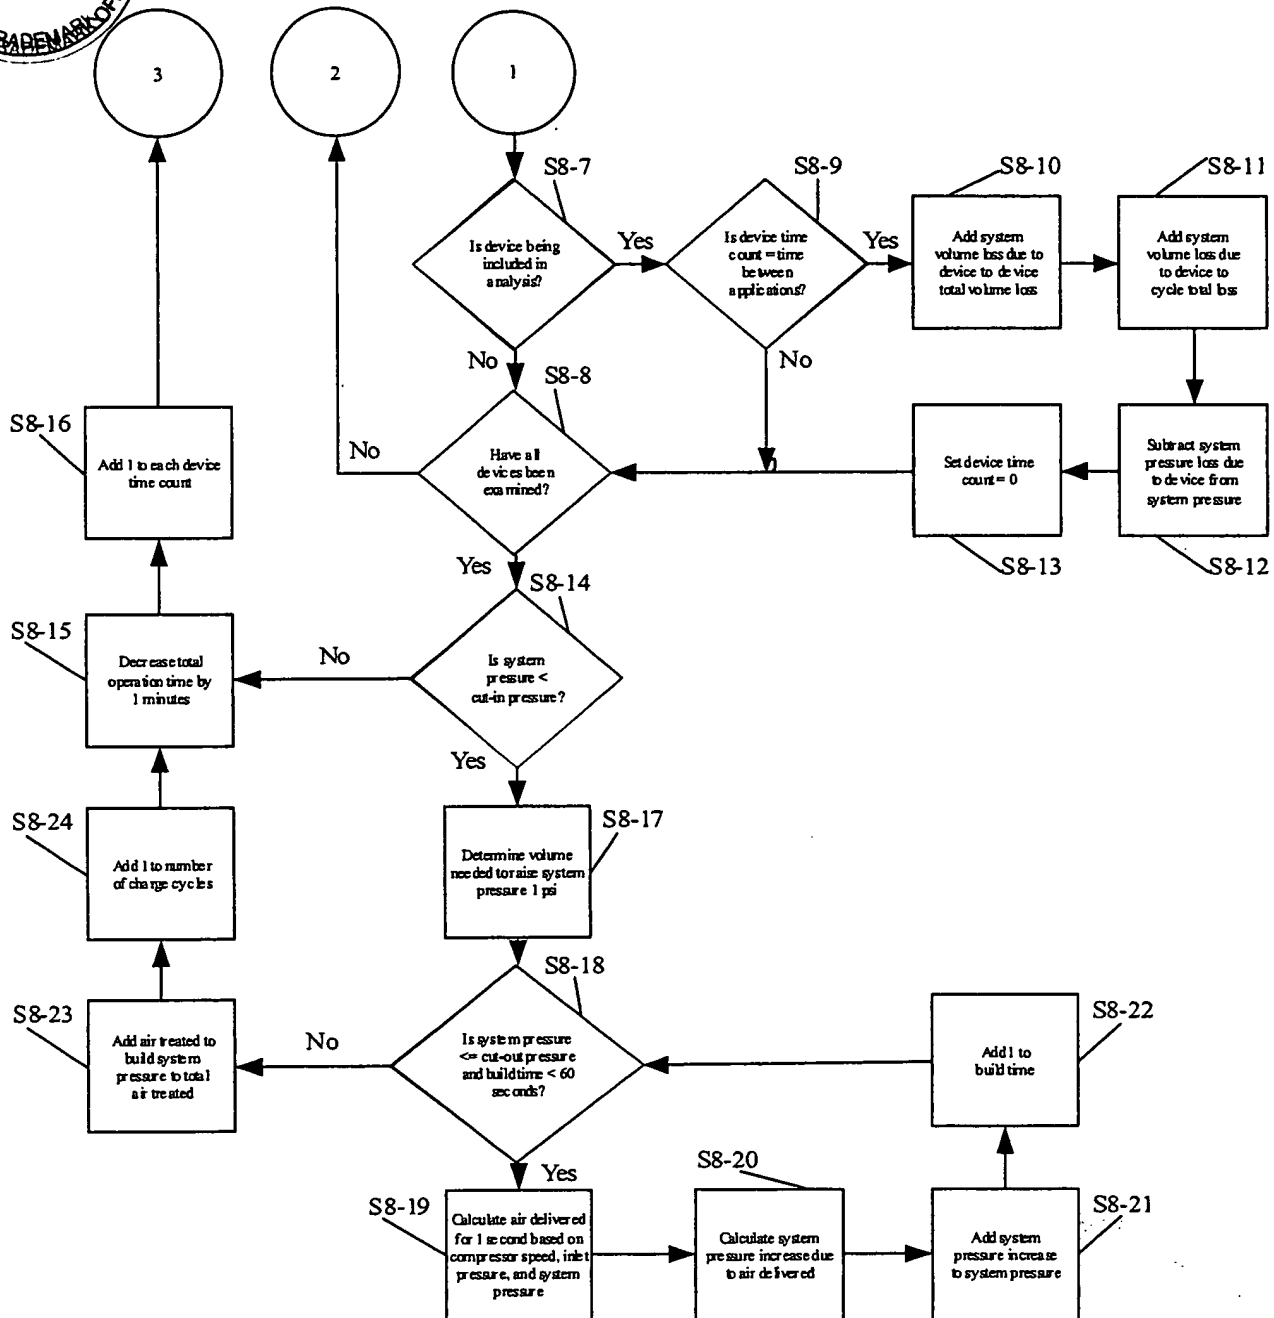 TRADEMARK OF
3
2
1
S8-7
S8-9
S8-10
S8-11
Is device being
included in
analysis?
Yes
Is device time
count = time
between
applications?
Yes
Add system
volume loss due to
device to device
total volume loss
Add system
volume loss due
to device to
cycle total loss
No
No
S8-8
S8-16
Add 1 to each device
time count
No
Have all
devices been
examined?
Set device time
count = 0
Subtract system
pressure loss due
to device from
system pressure
S8-13
S8-12
Yes
S8-14
S8-15
Decrease total
operation time by
1 minutes
No
Is system
pressure <
cut-in pressure?
Yes
S8-24
Add 1 to number
of charge cycles
S8-17
Determine volume
needed to raise system
pressure 1 psi
S8-18
S8-23
Add air treated to
build system
pressure to total
air treated
No
Is system pressure
<= cut-out pressure
and build time < 60
seconds?
S8-22
Add 1 to
build time
Yes
S8-19
Calculate air delivered
for 1 second based on
compressor speed, inlet
pressure, and system
pressure
S8-20
Calculate system
pressure increase due
to air delivered
S8-21
Add system
pressure increase
to system pressure